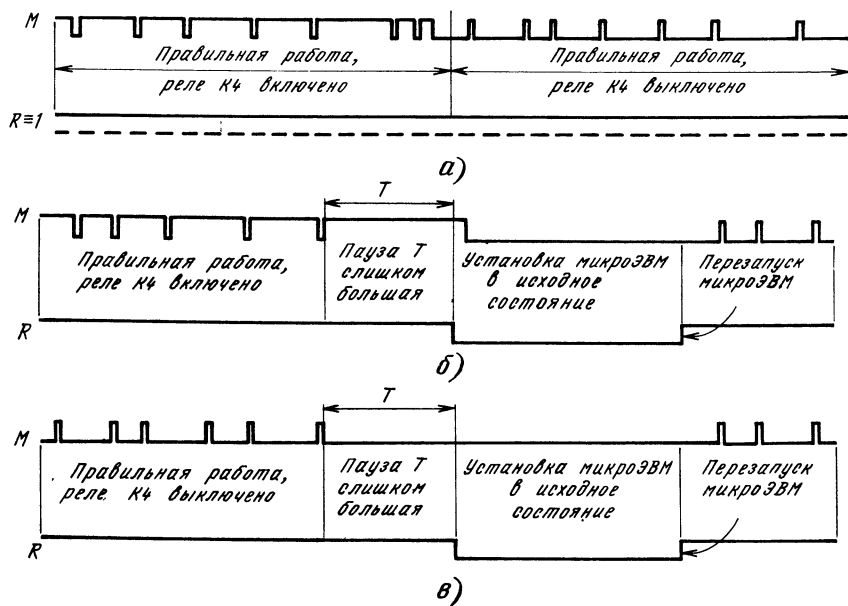 М
Правильная работа,
реле К4 включено
Правильная работа,
реле К4 выключено
R≡1
а)
М
Т
Правильная работа,
реле К4 включено
Пауза Т
слишком
большая
Установка микроЭВМ
в исходное
состояние
Перезапуск
микроЭВМ
R
б)
Т
М
Правильная работа,
реле К4 выключено
Пауза Т
слишком
большая
Установка микроЭВМ
в исходное
состояние
Перезапуск
микроЭВМ
R
в)